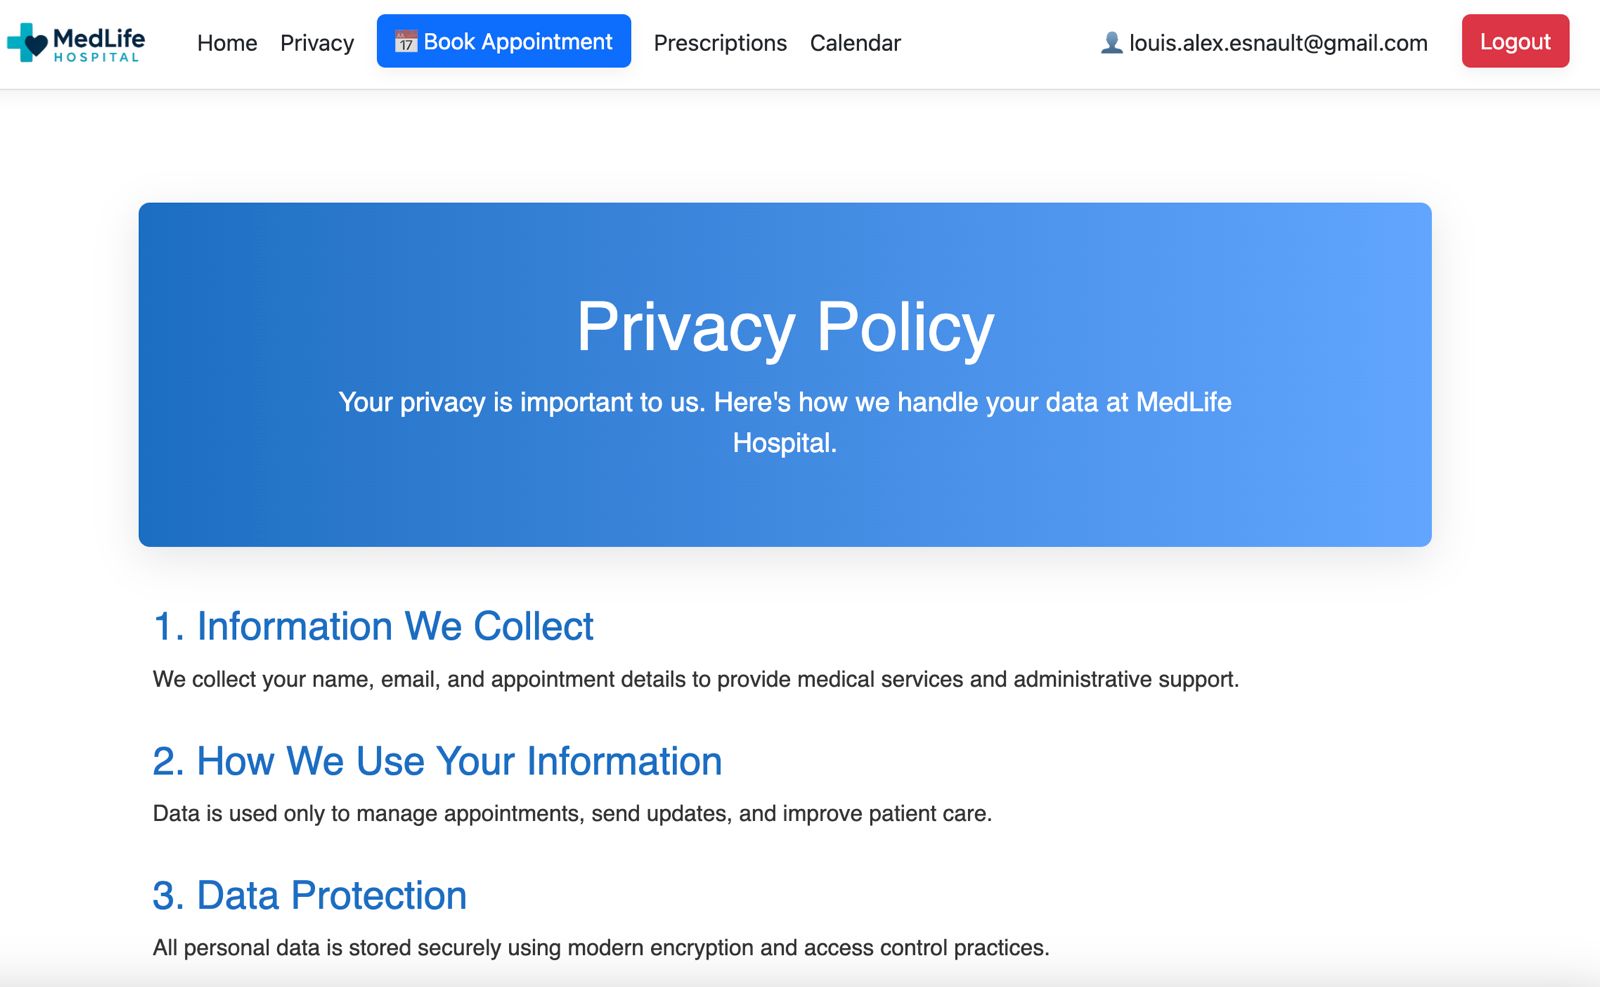 MedLife
HOSPITAL
Home Privacy 17 Book Appointment Prescriptions Calendar louis.alex.esnault@gmail.com Logout
Privacy Policy
Your privacy is important to us. Here's how we handle your data at MedLife
Hospital.
1. Information We Collect
We collect your name, email, and appointment details to provide medical services and administrative support.
2. How We Use Your Information
Data is used only to manage appointments, send updates, and improve patient care.
3. Data Protection
All personal data is stored securely using modern encryption and access control practices.